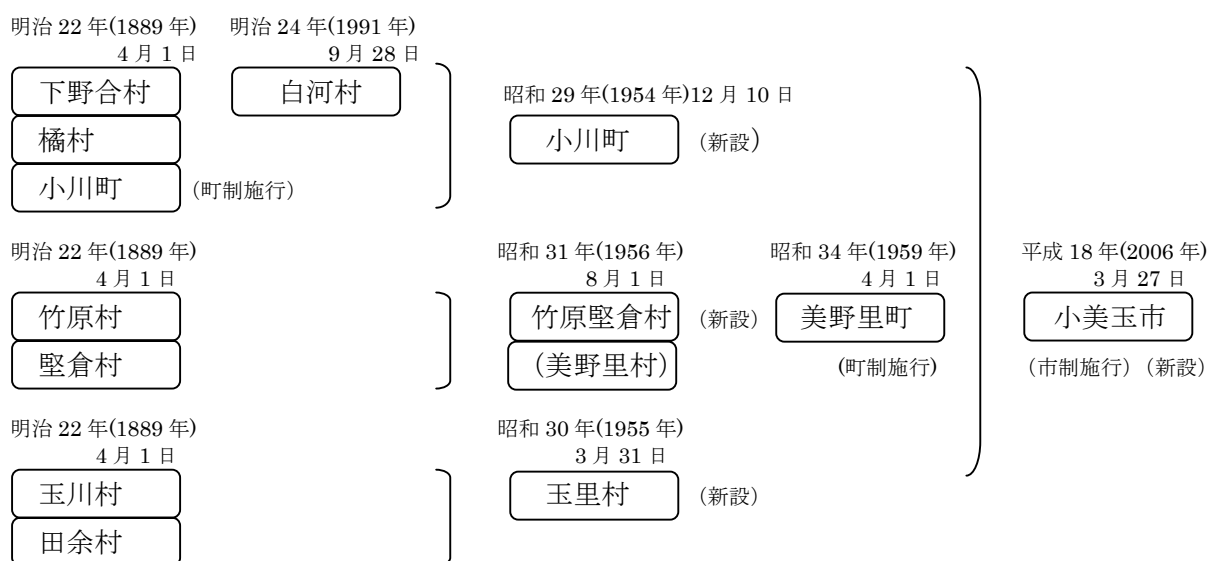 明治 22 年(1889 年) 明治 24 年(1991 年)
4 月 1 日 9 月 28 日
下野合村 白河村
昭和 29 年(1954 年)12 月 10 日
橘村
小川町 (新設)
小川町 (町制施行)
明治 22 年(1889 年) 昭和 31 年(1956 年) 昭和 34 年(1959 年) 平成 18 年(2006 年)
4 月 1 日 8 月 1 日 4 月 1 日 3 月 27 日
竹原村 竹原堅倉村 (新設) 美野里町 小美玉市
堅倉村 (美野里村) (町制施行) (市制施行) (新設)
明治 22 年(1889 年) 昭和 30 年(1955 年)
4 月 1 日 3 月 31 日
玉川村 玉里村 (新設)
田余村